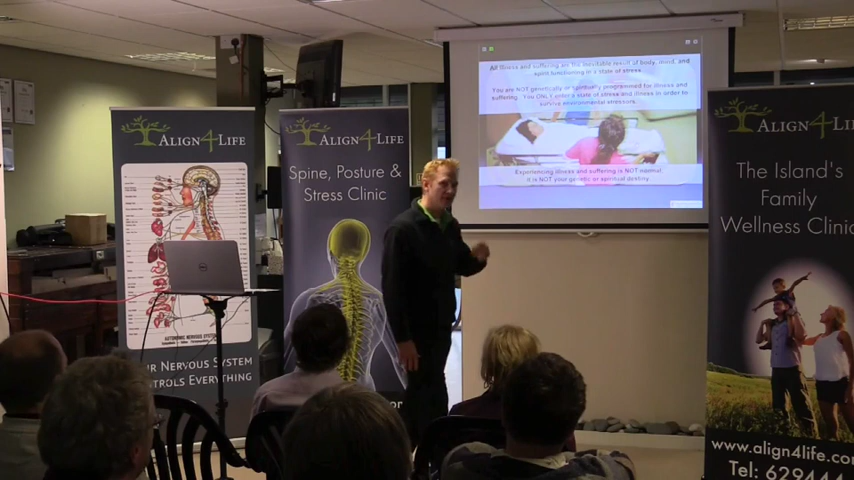 ALIGN4LIFE
AUTONOMIC NERVOUS SYSTEM
NERVOUS SYSTEM
CONTROLS EVERYTHING
ALIGN4LIFE
Spine, Posture &
Stress Clinic
All illness and suffering are the inevitable result of body, mind, and
spirit functioning in a state of stress.
You are NOT genetically or spiritually programmed for illness and
suffering. You ONLY enter a state of stress and illness in order to
survive environmental stressors.
Experiencing illness and suffering is NOT normal,
it is NOT your genetic or spiritual destiny.
ALIGN4LIF
The Island's
Family
Wellness Clinic
www.align4life.co
Tel: 629444
DELL